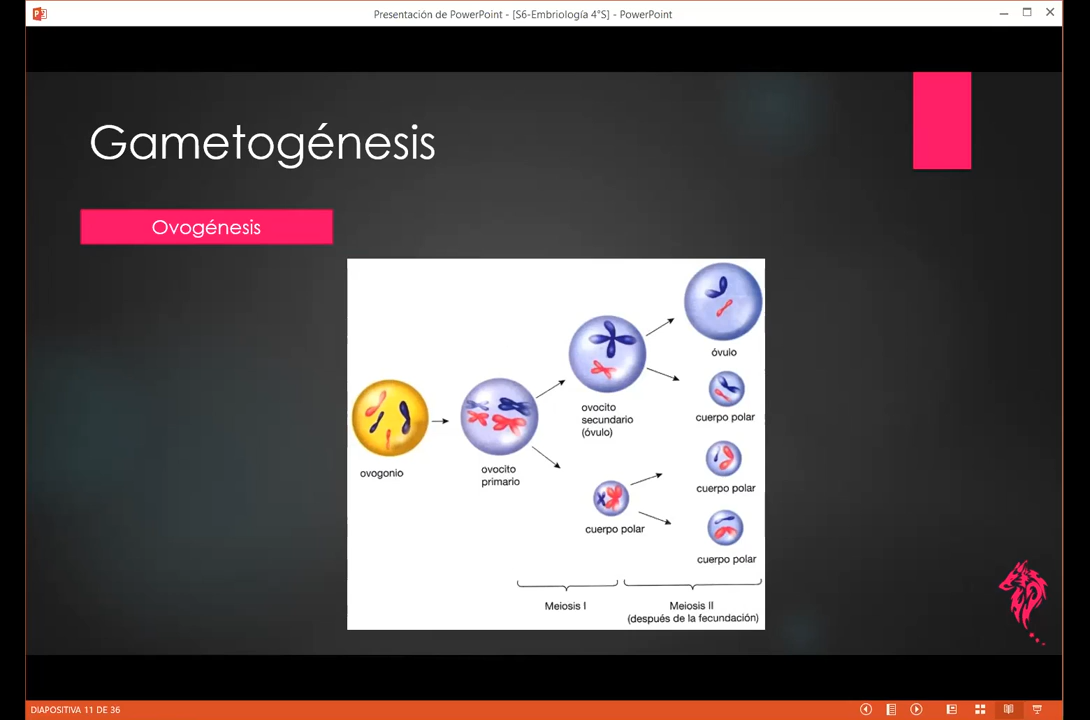 Presentación de PowerPoint - [S6-Embriología 4°S] - PowerPoint
Gametogénesis
Ovogénesis
óvulo
ovocito
secundario
(óvulo)
cuerpo polar
ovogonio
ovocito
primario
cuerpo polar
cuerpo polar
cuerpo polar
Meiosis I
Meiosis II
(después de la fecundación)
DIAPOSITIVA 11 DE 36